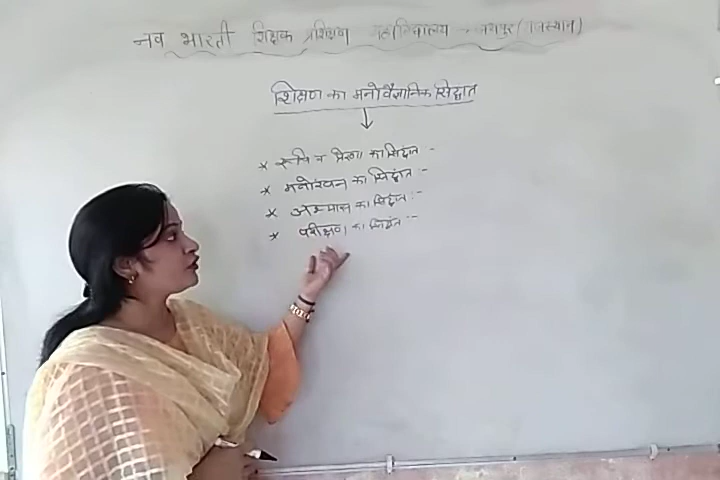 नव भारती शिक्षक प्रशिक्षण महाविद्यालय - जयपुर (राजस्थान)
शिक्षण का मनोवैज्ञानिक सिद्धांत
* रूचि व प्रेरणा का सिद्धांत :-
* मनोरंजन का सिद्धांत :-
* अभ्यास का सिद्धांत :-
* परीक्षण का सिद्धांत :-